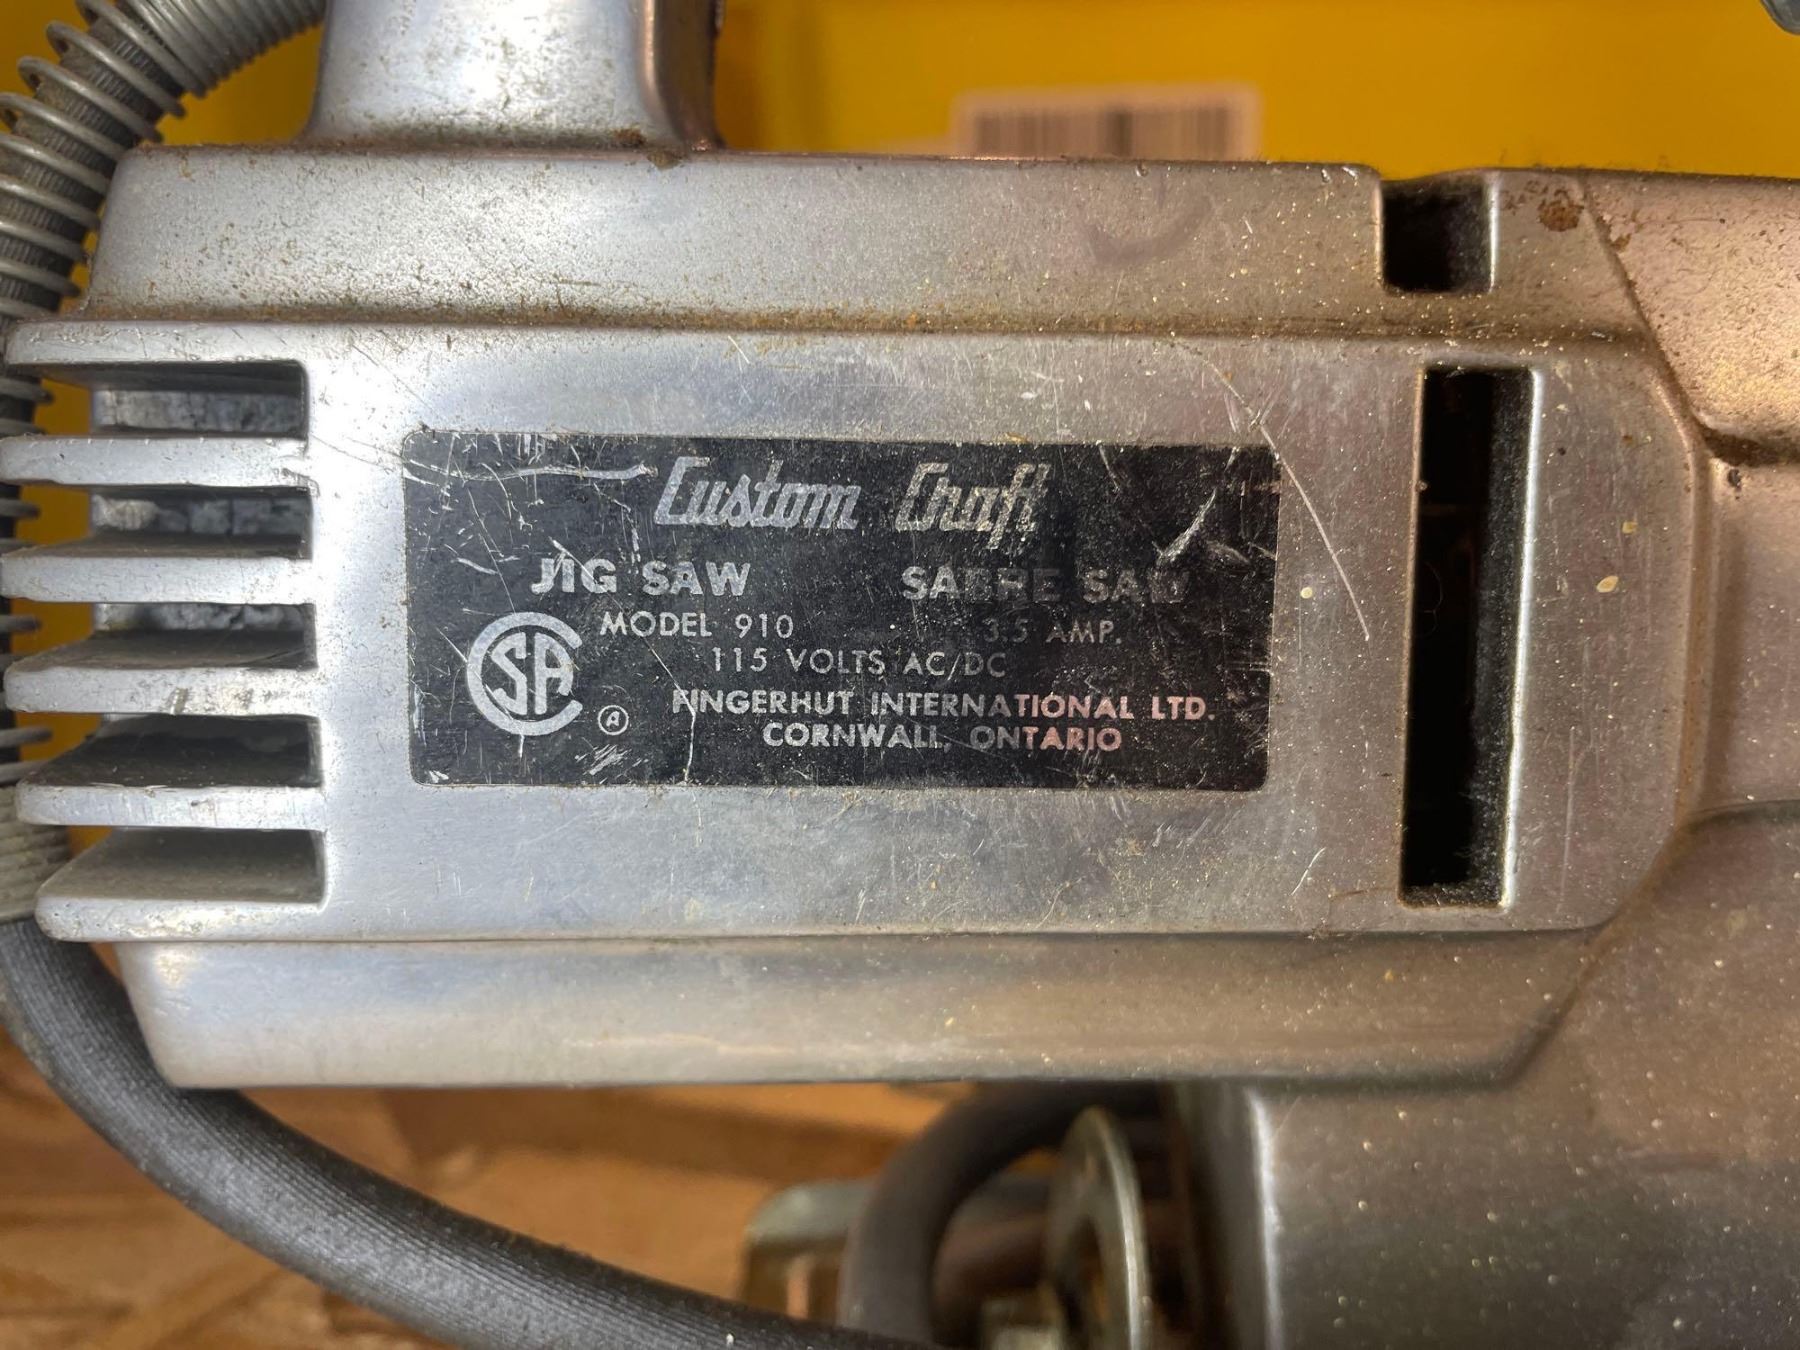 Custom Craft
JIG SAW SABRE SAW
MODEL 910 3.5 AMP.
115 VOLTS AC/DC
CSA
A
FINGERHUT INTERNATIONAL LTD.
CORNWALL, ONTARIO